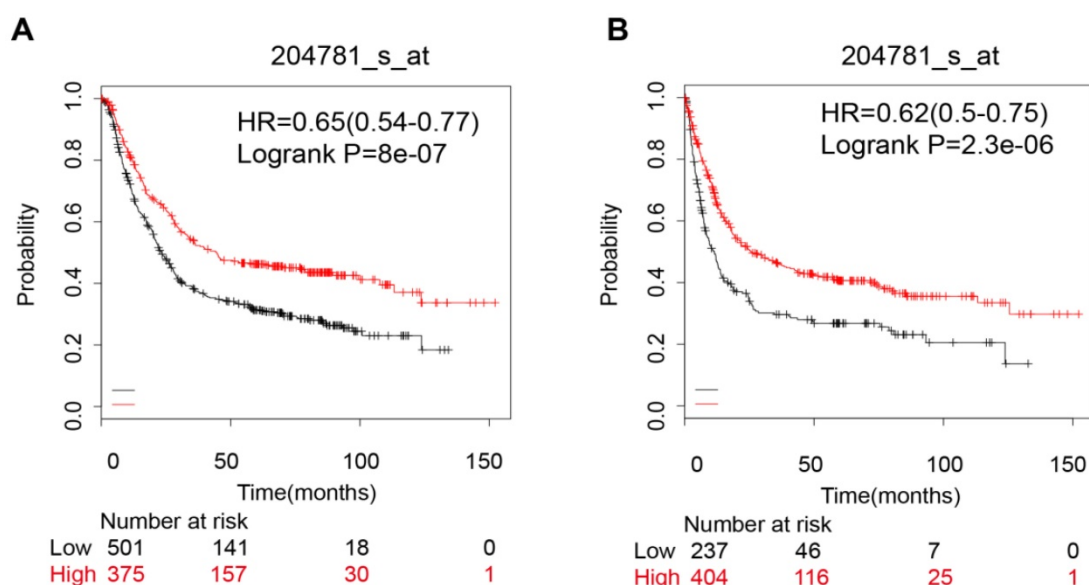 A
204781_s_at
HR=0.65(0.54-0.77)
Logrank P=8e-07
Probability
1.0
0.8
0.6
0.4
0.2
0.0
0 50 100 150
Time(months)
Number at risk
Low 501 141 18 0
High 375 157 30 1
B
204781_s_at
HR=0.62(0.5-0.75)
Logrank P=2.3e-06
Probability
1.0
0.8
0.6
0.4
0.2
0.0
0 50 100 150
Time(months)
Number at risk
Low 237 46 7 0
High 404 116 25 1